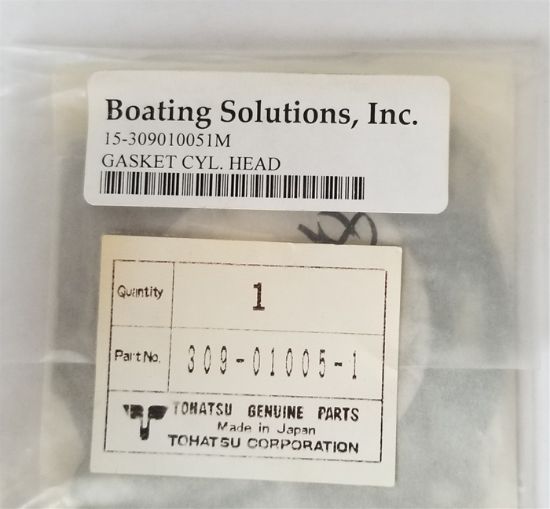 Boating Solutions, Inc.
15-309010051M
GASKET CYL. HEAD
Quantity 1
Part No. 309-01005-1
TOHATSU GENUINE PARTS
Made in Japan
TOHATSU CORPORATION